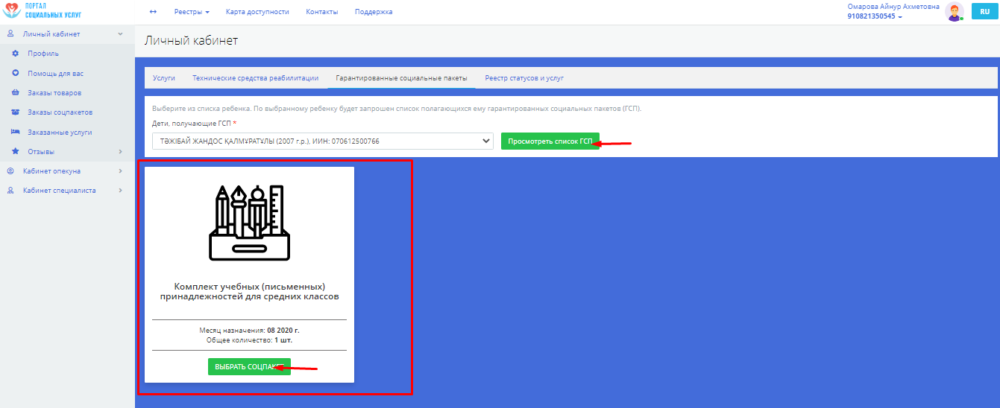 ПОРТАЛ
СОЦИАЛЬНЫХ УСЛУГ
Реестры
Карта доступности
Контакты
Поддержка
Омарова Айнур Ахметовна
910821350545
RU
Личный кабинет
Профиль
Помощь для вас
Заказы товаров
Заказы соцпакетов
Заказанные услуги
Отзывы
Кабинет опекуна
Кабинет специалиста
Личный кабинет
Услуги
Технические средства реабилитации
Гарантированные социальные пакеты
Реестр статусов и услуг
Выберите из списка ребенка. По выбранному ребенку будет запрошен список полагающихся ему гарантированных социальных пакетов (ГСП).
Дети, получающие ГСП *
ТӘЖІБАЙ ЖАНДОС ҚАЛМҰРАТҰЛЫ (2007 г.р.), ИИН: 070612500766
Просмотреть список ГСП
Комплект учебных (письменных)
принадлежностей для средних классов
Месяц назначения: 08 2020 г.
Общее количество: 1 шт.
ВЫБРАТЬ СОЦПАКЕТ